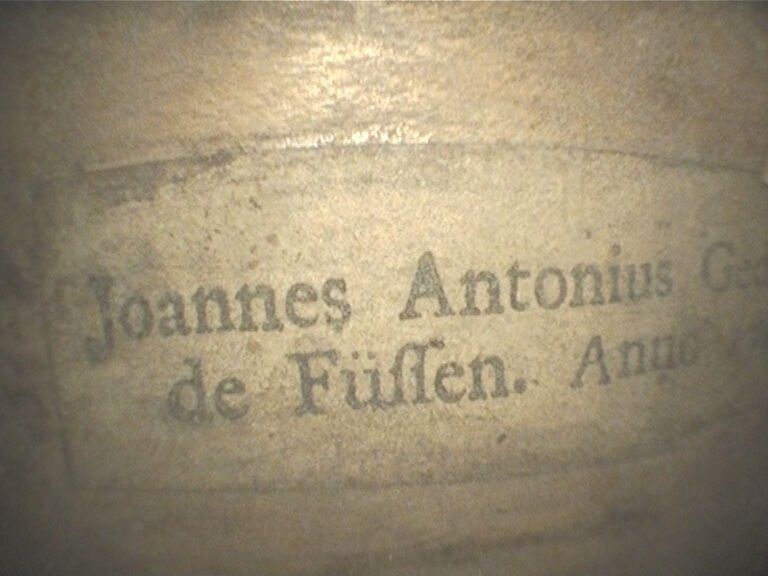 Joannes Antonius
de Füſſen. Anno